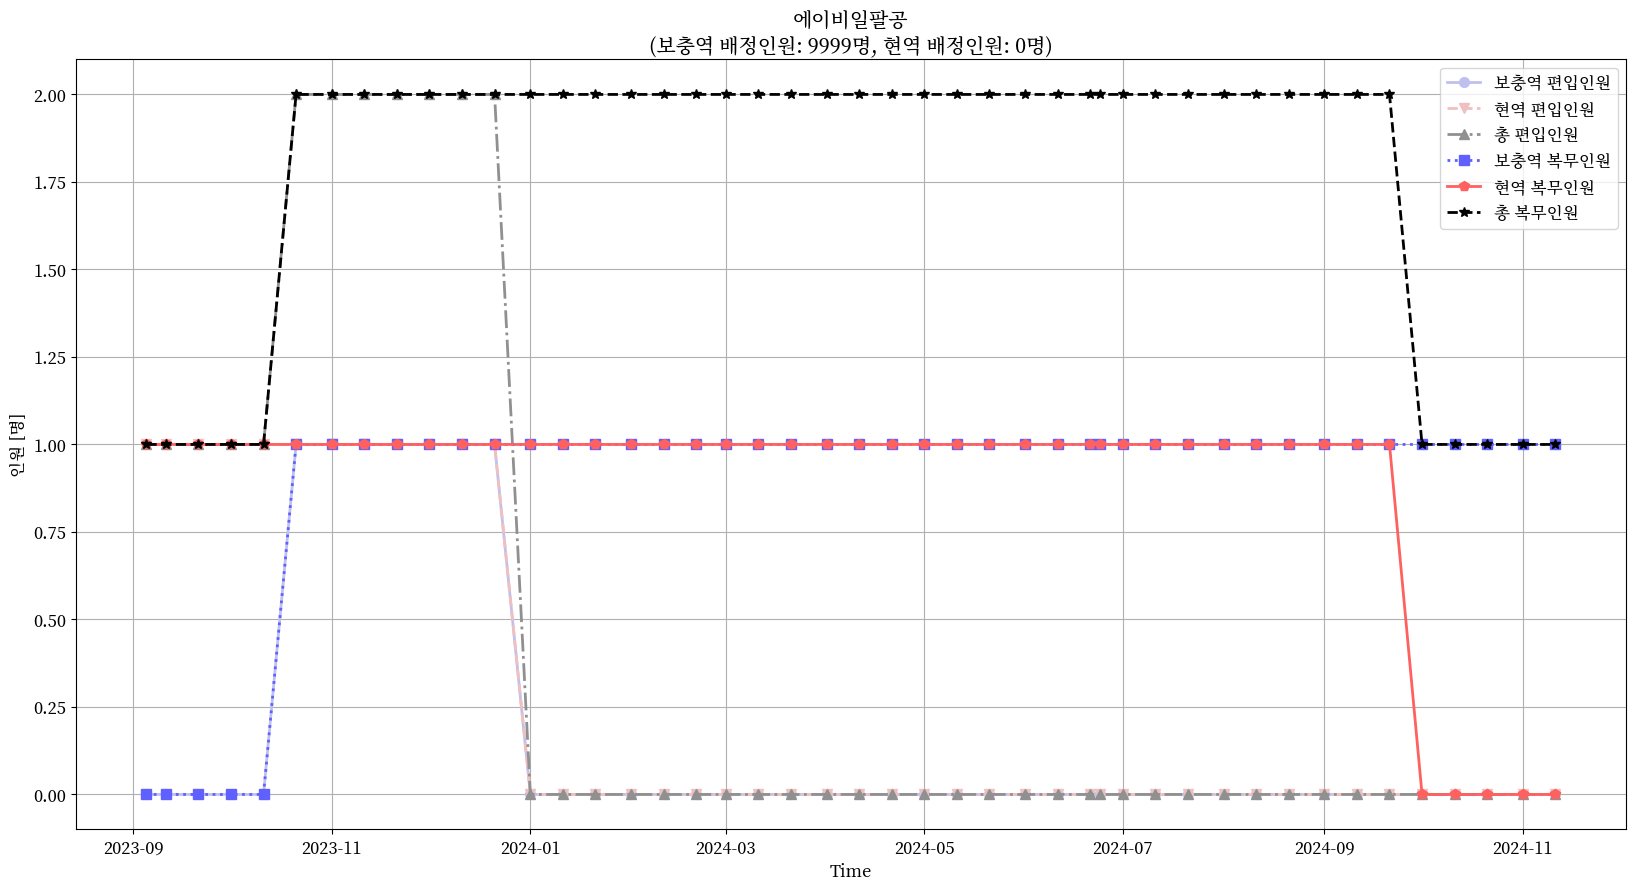 에이비일팔공
(보충역 배정인원: 9999명, 현역 배정인원: 0명)
보충역 편입인원
현역 편입인원
총 편입인원
보충역 복무인원
현역 복무인원
총 복무인원
2.00
1.75
1.50
1.25
1.00
0.75
0.50
0.25
0.00
인원 [명]
2023-09
2023-11
2024-01
2024-03
2024-05
2024-07
2024-09
2024-11
Time